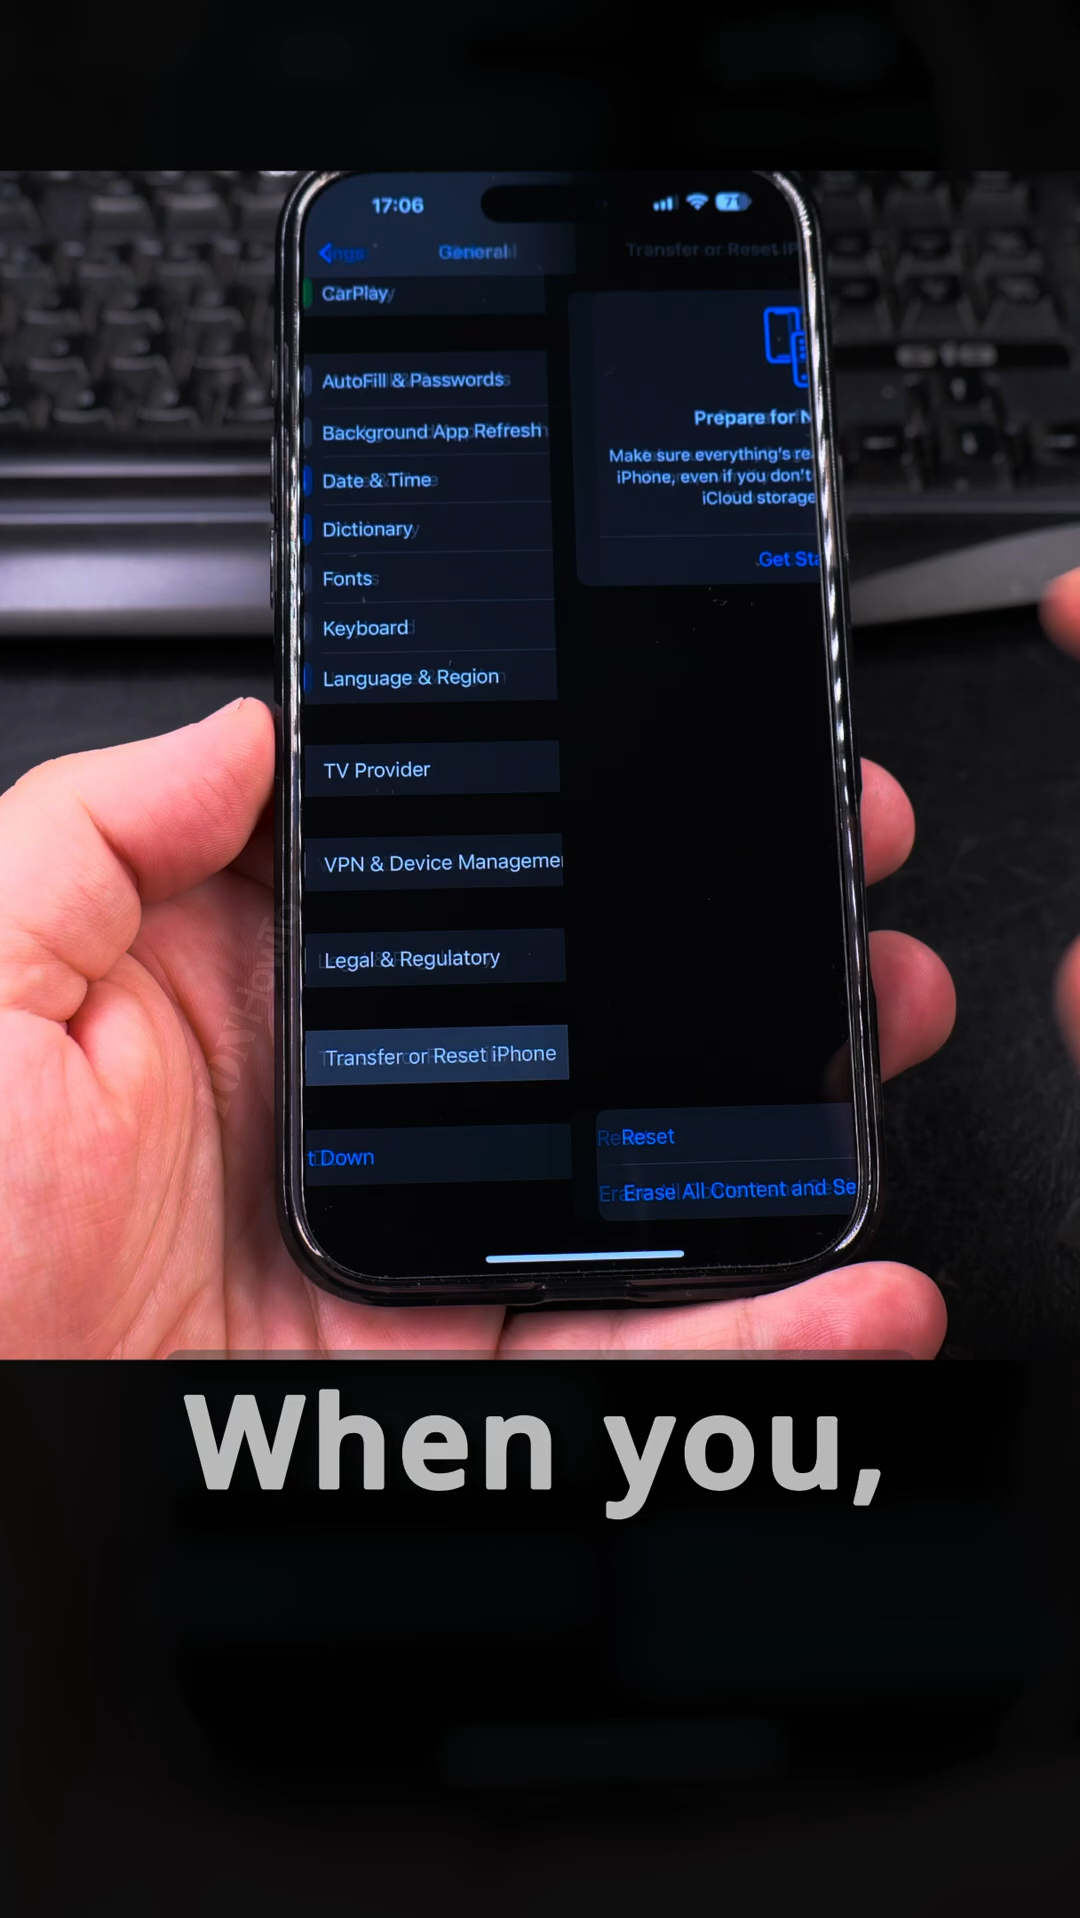 17:06
71
General
Transfer or Reset iP
CarPlay
AutoFill & Passwords
Background App Refresh
Date & Time
Dictionary
Fonts
Keyboard
Language & Region
TV Provider
VPN & Device Manageme
Legal & Regulatory
Transfer or Reset iPhone
t Down
Prepare for N
Make sure everything's re
iPhone, even if you don't
iCloud storage
Get Sta
Reset
Erase All Content and Se
When you,